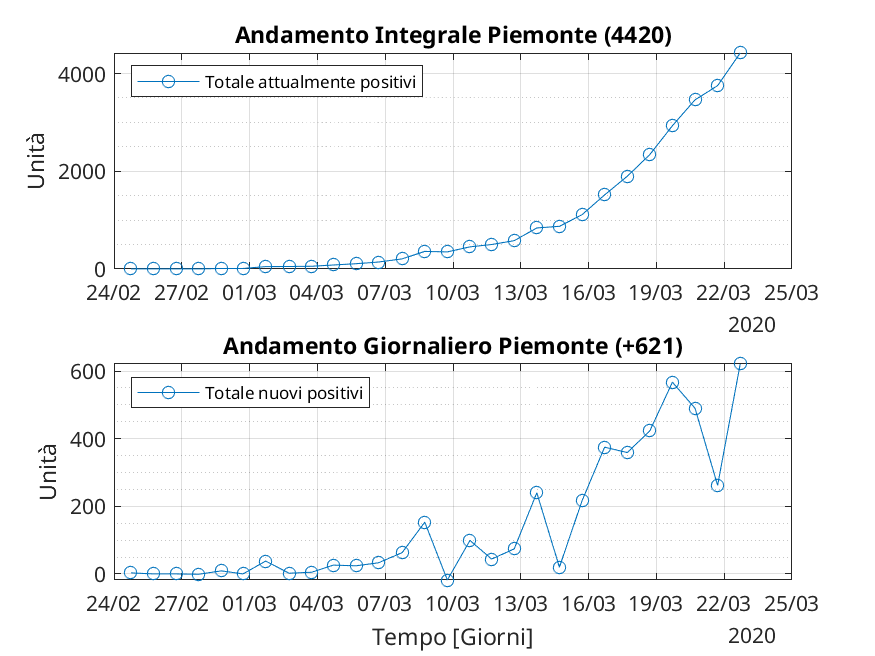 Andamento Integrale Piemonte (4420)
4000
Totale attualmente positivi
Unità
2000
0
24/02 27/02 01/03 04/03 07/03 10/03 13/03 16/03 19/03 22/03 25/03
2020
Andamento Giornaliero Piemonte (+621)
600
Totale nuovi positivi
Unità
400
200
0
24/02 27/02 01/03 04/03 07/03 10/03 13/03 16/03 19/03 22/03 25/03
Tempo [Giorni]
2020